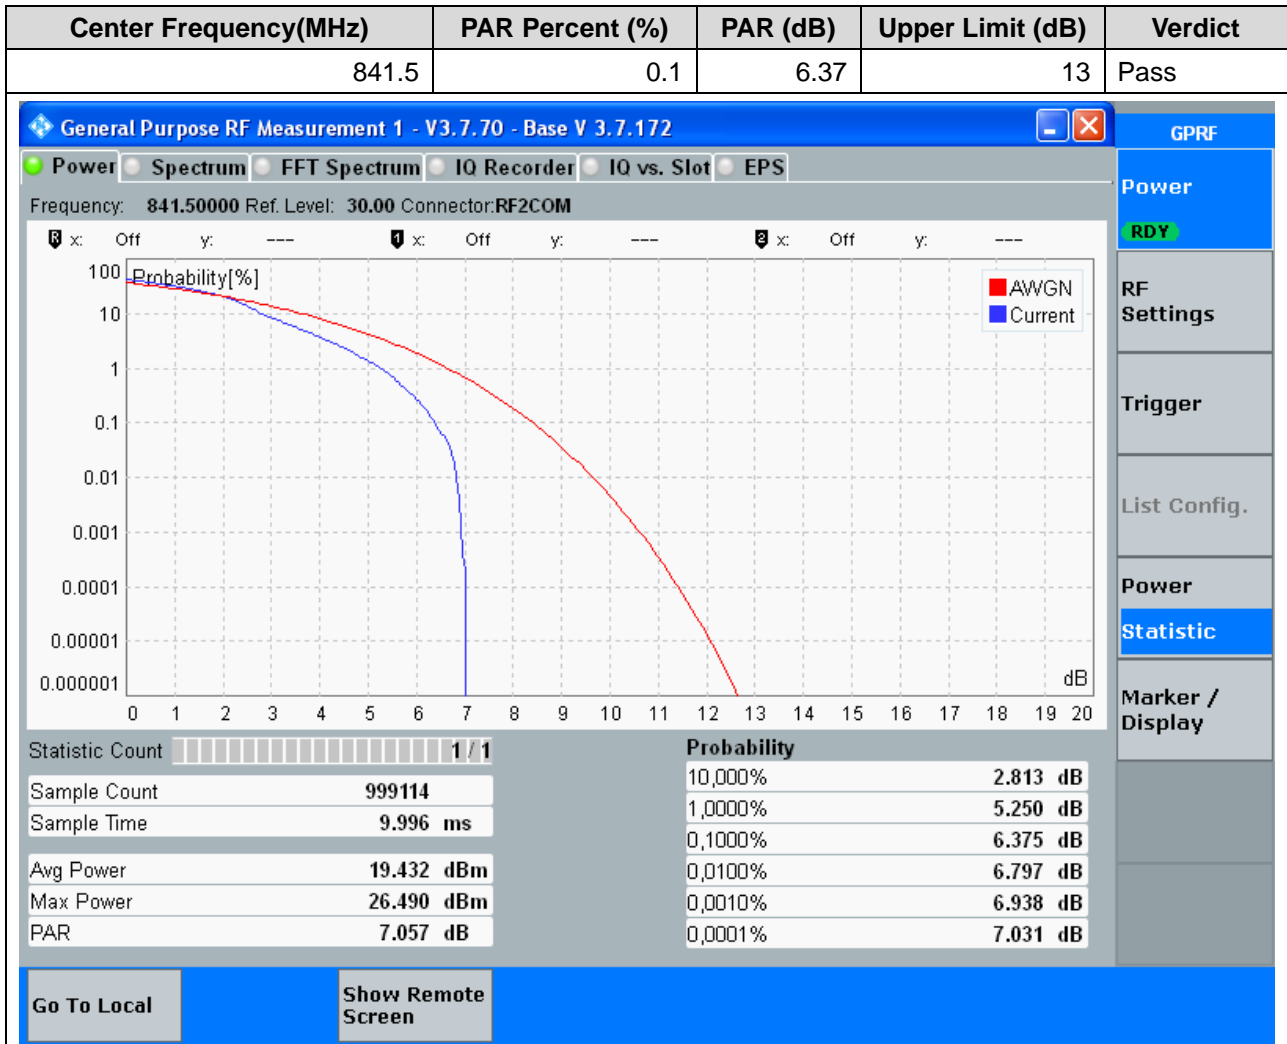 Center Frequency(MHz) PAR Percent (%) PAR (dB) Upper Limit (dB) Verdict
841.5 0.1 6.37 13 Pass
General Purpose RF Measurement 1 - V3.7.70 - Base V 3.7.172
GPRF
Power Spectrum FFT Spectrum IQ Recorder IQ vs. Slot EPS
Power
RDY
Frequency: 841.50000 Ref. Level: 30.00 Connector:RF2COM
R x: Off y: --- 1 x: Off y: --- 2 x: Off y: ---
Probability[%]
AWGN
Current
100
10
1
0.1
0.01
0.001
0.0001
0.00001
0.000001
dB
0 1 2 3 4 5 6 7 8 9 10 11 12 13 14 15 16 17 18 19 20
RF
Settings
Trigger
List Config.
Power
Statistic
Marker /
Display
Statistic Count 1 / 1
Sample Count 999114
Sample Time 9.996 ms
Avg Power 19.432 dBm
Max Power 26.490 dBm
PAR 7.057 dB
Probability
10,000% 2.813 dB
1,0000% 5.250 dB
0,1000% 6.375 dB
0,0100% 6.797 dB
0,0010% 6.938 dB
0,0001% 7.031 dB
Go To Local
Show Remote
Screen